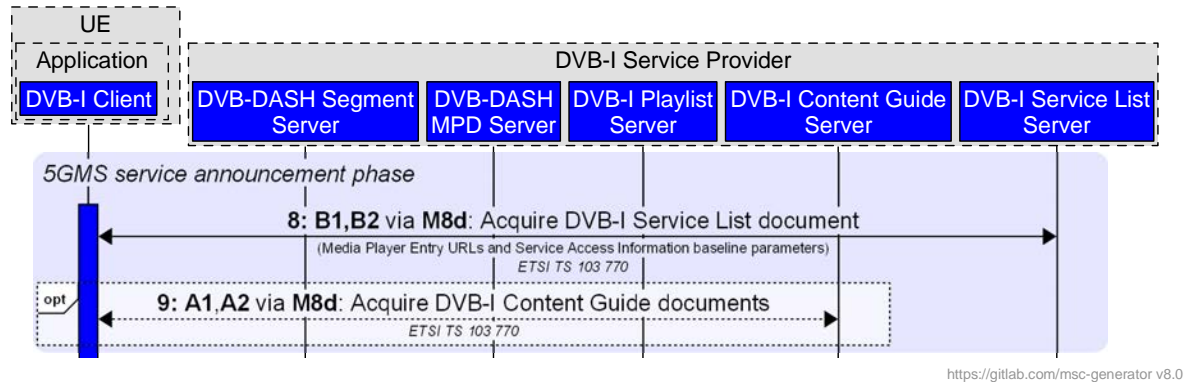 UE
Application
DVB-I Client
DVB-I Service Provider
DVB-DASH Segment
Server
DVB-DASH
MPD Server
DVB-I Playlist
Server
DVB-I Content Guide
Server
DVB-I Service List
Server
5GMS service announcement phase
8: B1,B2 via M8d: Acquire DVB-I Service List document
(Media Player Entry URLs and Service Access Information baseline parameters)
ETSI TS 103 770
opt
9: A1,A2 via M8d: Acquire DVB-I Content Guide documents
ETSI TS 103 770
https://gitlab.com/msc-generator v8.0